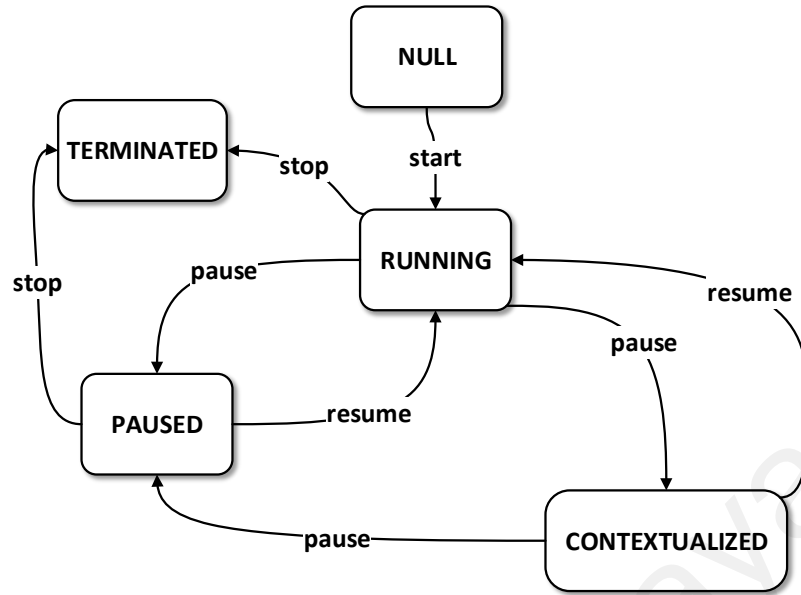 NULL
TERMINATED
start
stop
RUNNING
pause
stop
resume
pause
PAUSED
resume
pause
CONTEXTUALIZED